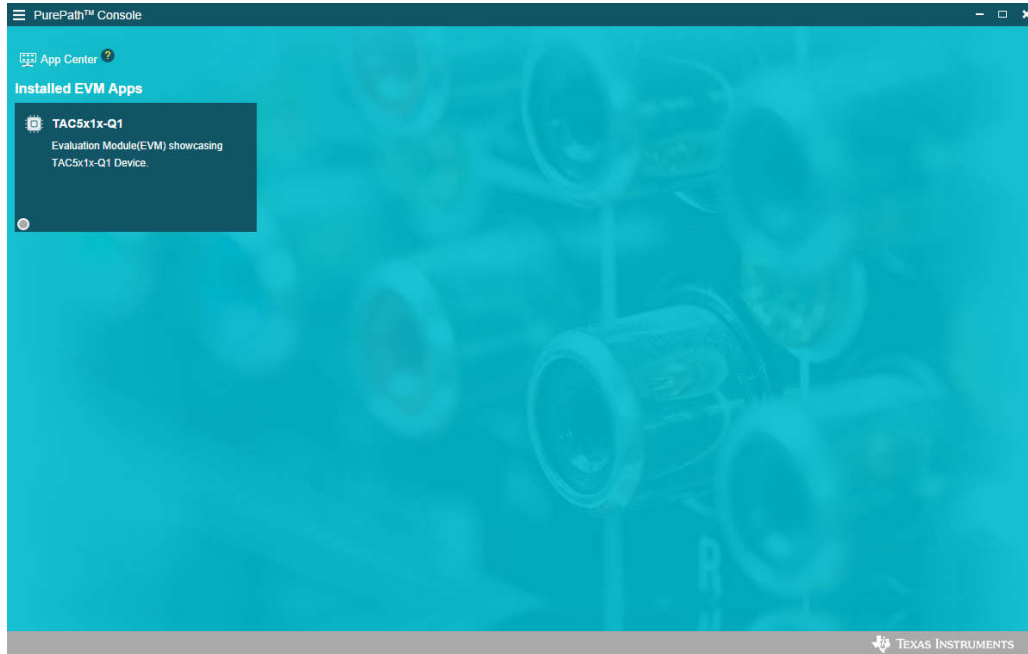 PurePath™ Console
App Center ?
Installed EVM Apps
TAC5x1x-Q1
Evaluation Module(EVM) showcasing
TAC5x1x-Q1 Device.
R
TEXAS INSTRUMENTS